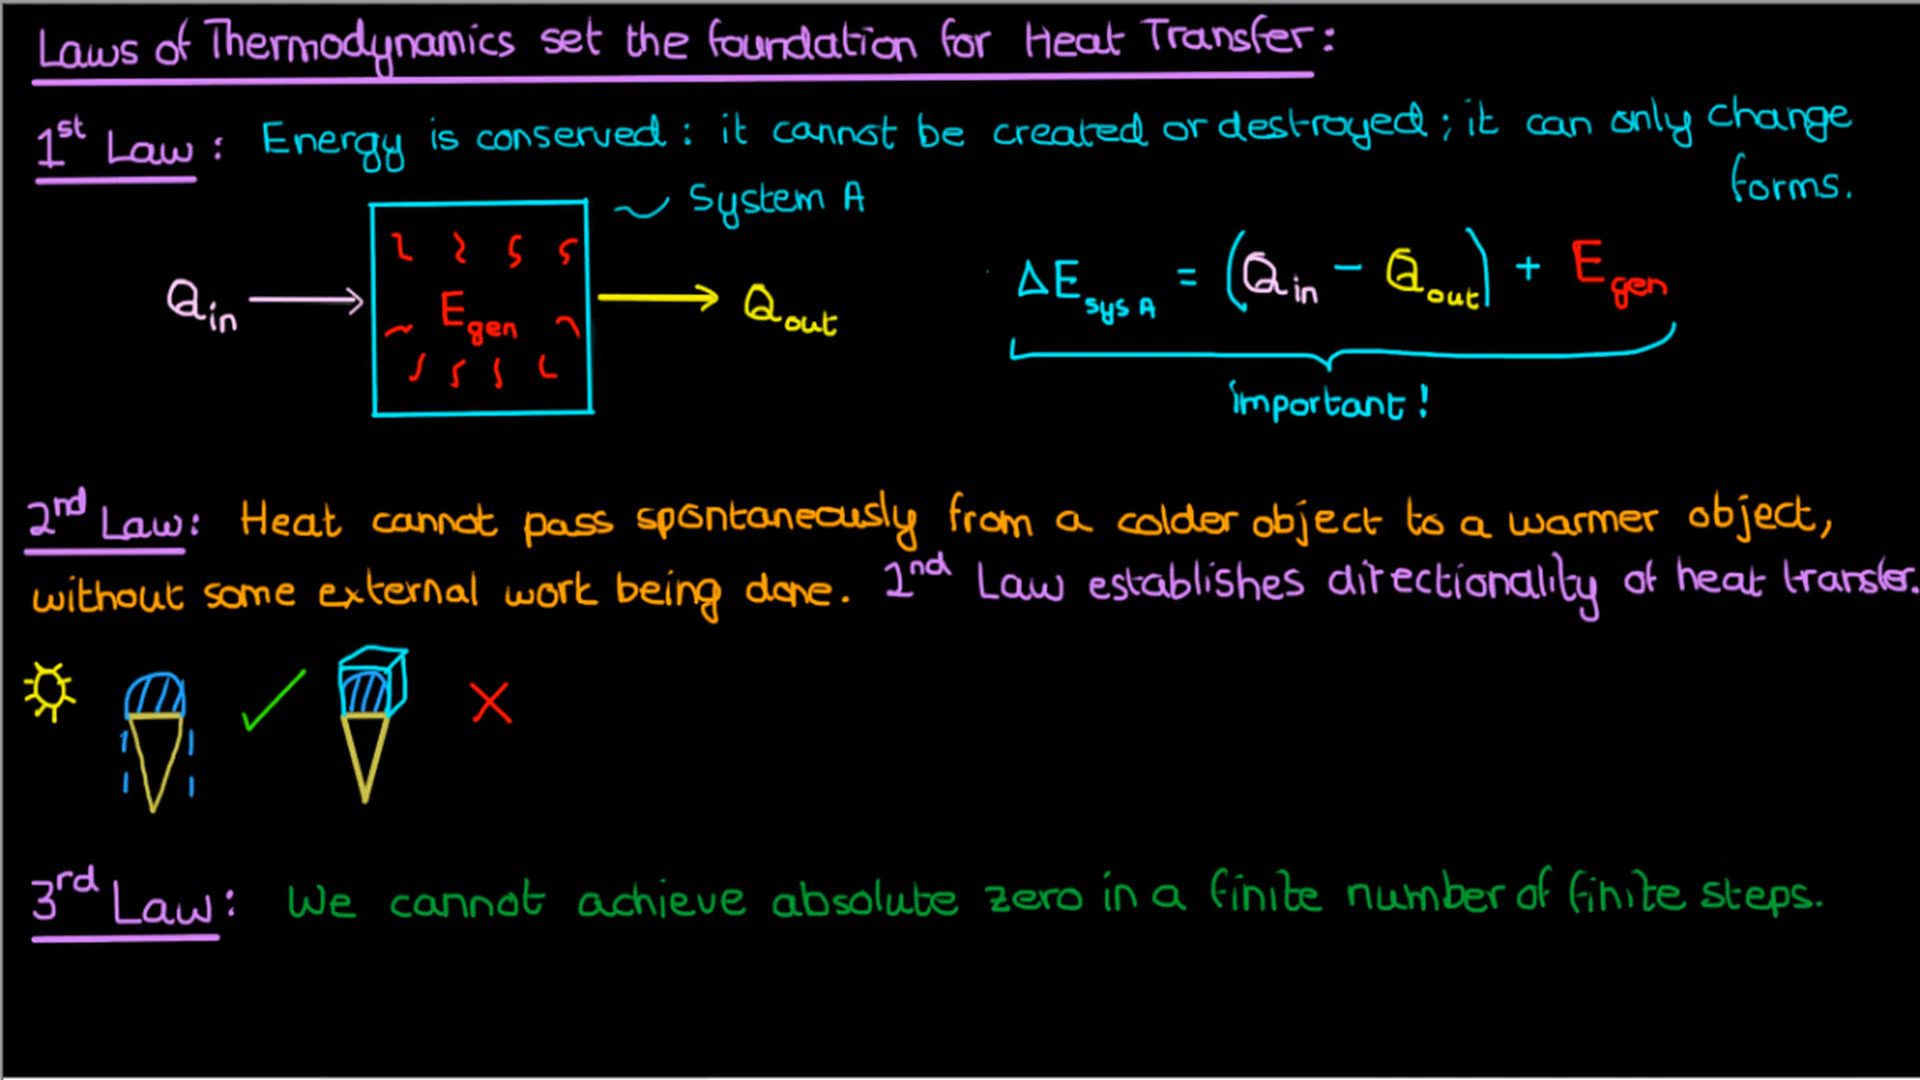 Laws of Thermodynamics set the foundation for Heat Transfer:
1st Law: Energy is conserved: it cannot be created or destroyed; it can only change
forms.
System A
Qin
Egen
Qout
ΔEsys A = (Qin - Qout) + Egen
important!
2nd Law: Heat cannot pass spontaneously from a colder object to a warmer object,
without some external work being done. 2nd Law establishes directionality of heat transfer.
3rd Law: We cannot achieve absolute zero in a finite number of finite steps.